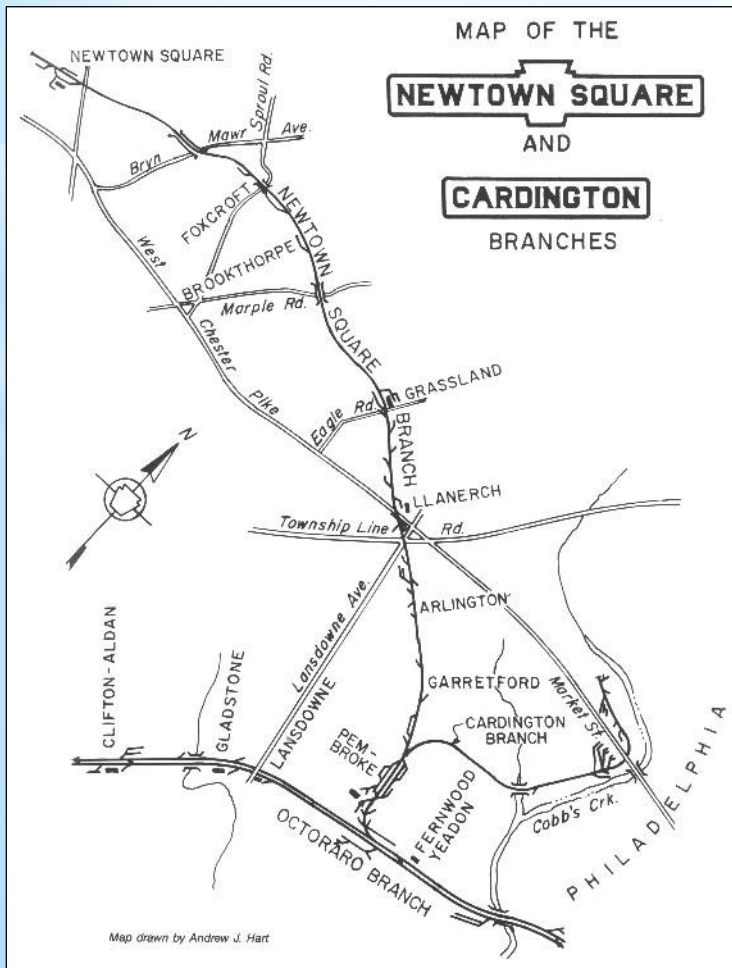 MAP OF THE
NEWTOWN SQUARE
AND
CARDINGTON
BRANCHES
NEWTOWN SQUARE
Sproul Rd.
Bryn Mawr Ave.
FOXCROFT
NEWTOWN SQUARE BRANCH
BROOKTHORPE
West Chester Pike
Marple Rd.
GRASSLAND
Eagle Rd.
N
LLANERCH
Township Line Rd.
Lansdowne Ave.
ARLINGTON
CLIFTON-ALDAN
GLADSTONE
LANSDOWNE
GARRETFORD
Market St.
CARDINGTON
BRANCH
PEM-
BROKE
FERNWOOD
YEADON
Cobb's Crk.
PHILADELPHIA
OCTORARO BRANCH
Map drawn by Andrew J. Hart